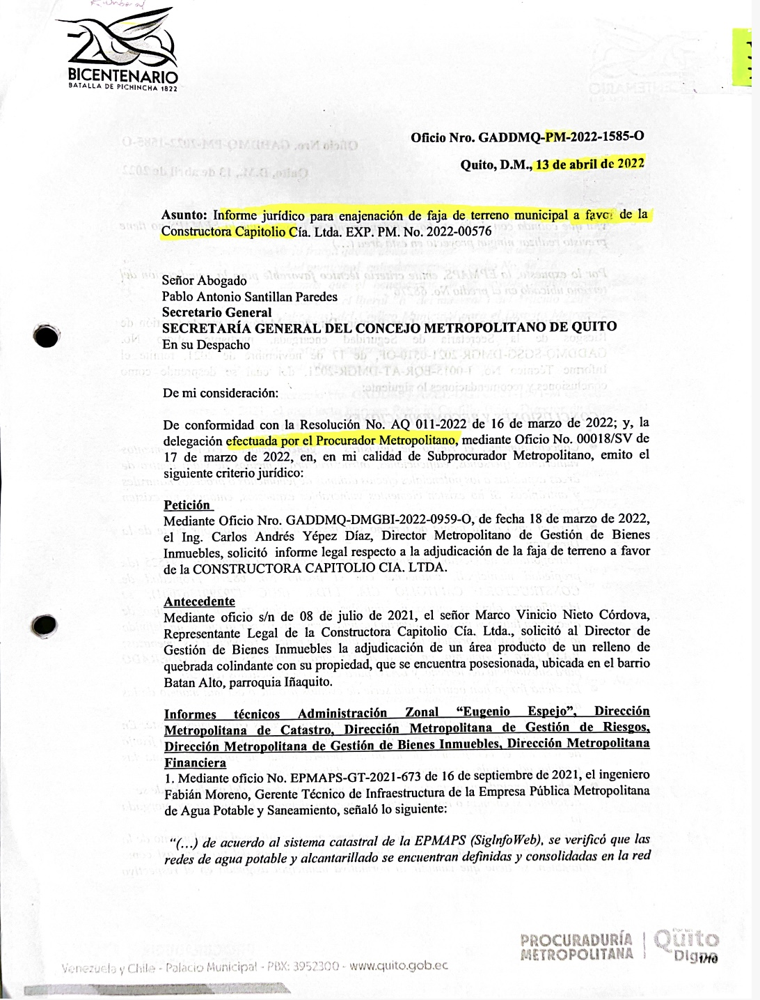 200
BICENTENARIO
BATALLA DE PICHINCHA 1822
Oficio Nro. GADDMQ-PM-2022-1585-O
Quito, D.M., 13 de abril de 2022
Asunto: Informe jurídico para enajenación de faja de terreno municipal a favor de la
Constructora Capitolio Cía. Ltda. EXP. PM. No. 2022-00576
Señor Abogado
Pablo Antonio Santillan Paredes
Secretario General
SECRETARÍA GENERAL DEL CONCEJO METROPOLITANO DE QUITO
En su Despacho
De mi consideración:
De conformidad con la Resolución No. AQ 011-2022 de 16 de marzo de 2022; y, la
delegación efectuada por el Procurador Metropolitano, mediante Oficio No. 00018/SV de
17 de marzo de 2022, en, en mi calidad de Subprocurador Metropolitano, emito el
siguiente criterio jurídico:
Petición
Mediante Oficio Nro. GADDMQ-DMGBI-2022-0959-O, de fecha 18 de marzo de 2022,
el Ing. Carlos Andrés Yépez Díaz, Director Metropolitano de Gestión de Bienes
Inmuebles, solicitó informe legal respecto a la adjudicación de la faja de terreno a favor
de la CONSTRUCTORA CAPITOLIO CIA. LTDA.
Antecedente
Mediante oficio s/n de 08 de julio de 2021, el señor Marco Vinicio Nieto Córdova,
Representante Legal de la Constructora Capitolio Cía. Ltda., solicitó al Director de
Gestión de Bienes Inmuebles la adjudicación de un área producto de un relleno de
quebrada colindante con su propiedad, que se encuentra posesionada, ubicada en el barrio
Batan Alto, parroquia Iñaquito.
Informes técnicos Administración Zonal “Eugenio Espejo”, Dirección
Metropolitana de Catastro, Dirección Metropolitana de Gestión de Riesgos,
Dirección Metropolitana de Gestión de Bienes Inmuebles, Dirección Metropolitana
Financiera
1. Mediante oficio No. EPMAPS-GT-2021-673 de 16 de septiembre de 2021, el ingeniero
Fabián Moreno, Gerente Técnico de Infraestructura de la Empresa Pública Metropolitana
de Agua Potable y Saneamiento, señaló lo siguiente:
“(...) de acuerdo al sistema catastral de la EPMAPS (SigInfoWeb), se verificó que las
redes de agua potable y alcantarillado se encuentran definidas y consolidadas en la red
PROCURADURÍA
METROPOLITANA
Quito
Digno
1/10
Venezuela y Chile - Palacio Municipal - PBX: 3952300 - www.quito.gob.ec